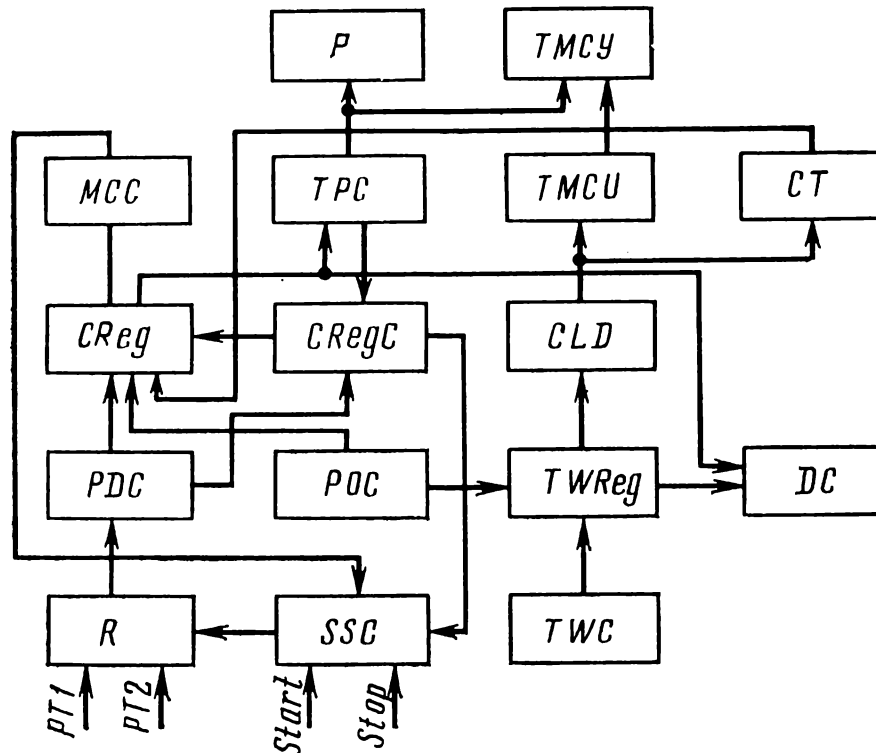 P
TMCY
MCC
TPC
TMCU
CT
CReg
CRegC
CLD
PDC
POC
TWReg
DC
R
SSC
TWC
PT1
PT2
Start
Stop